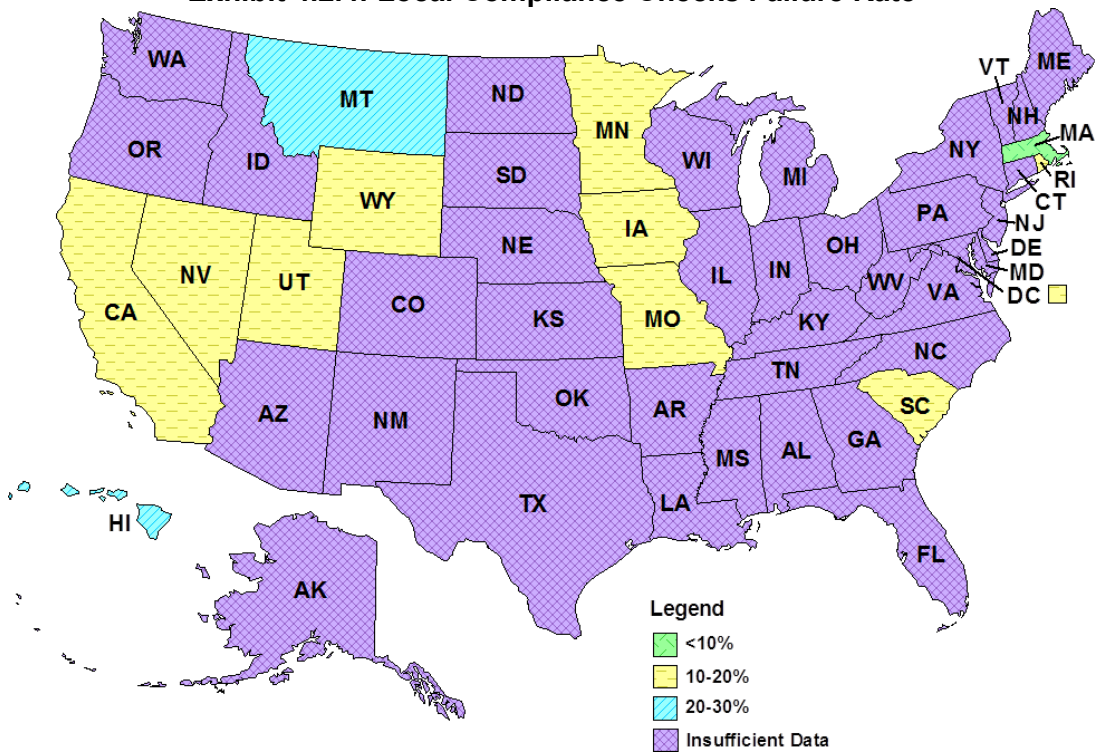 Exhibit 4.2.4: Local Compliance Checks Failure Rate
WA
MT
ND
MN
VT
ME
NH
MA
OR
ID
SD
WI
MI
NY
RI
CT
WY
IA
PA
NJ
NE
OH
DE
NV
UT
IL
IN
MD
WV
VA
DC
CA
CO
KS
MO
KY
NC
TN
OK
AR
SC
AZ
NM
MS
AL
GA
TX
LA
HI
FL
AK
Legend
<10%
10-20%
20-30%
Insufficient Data